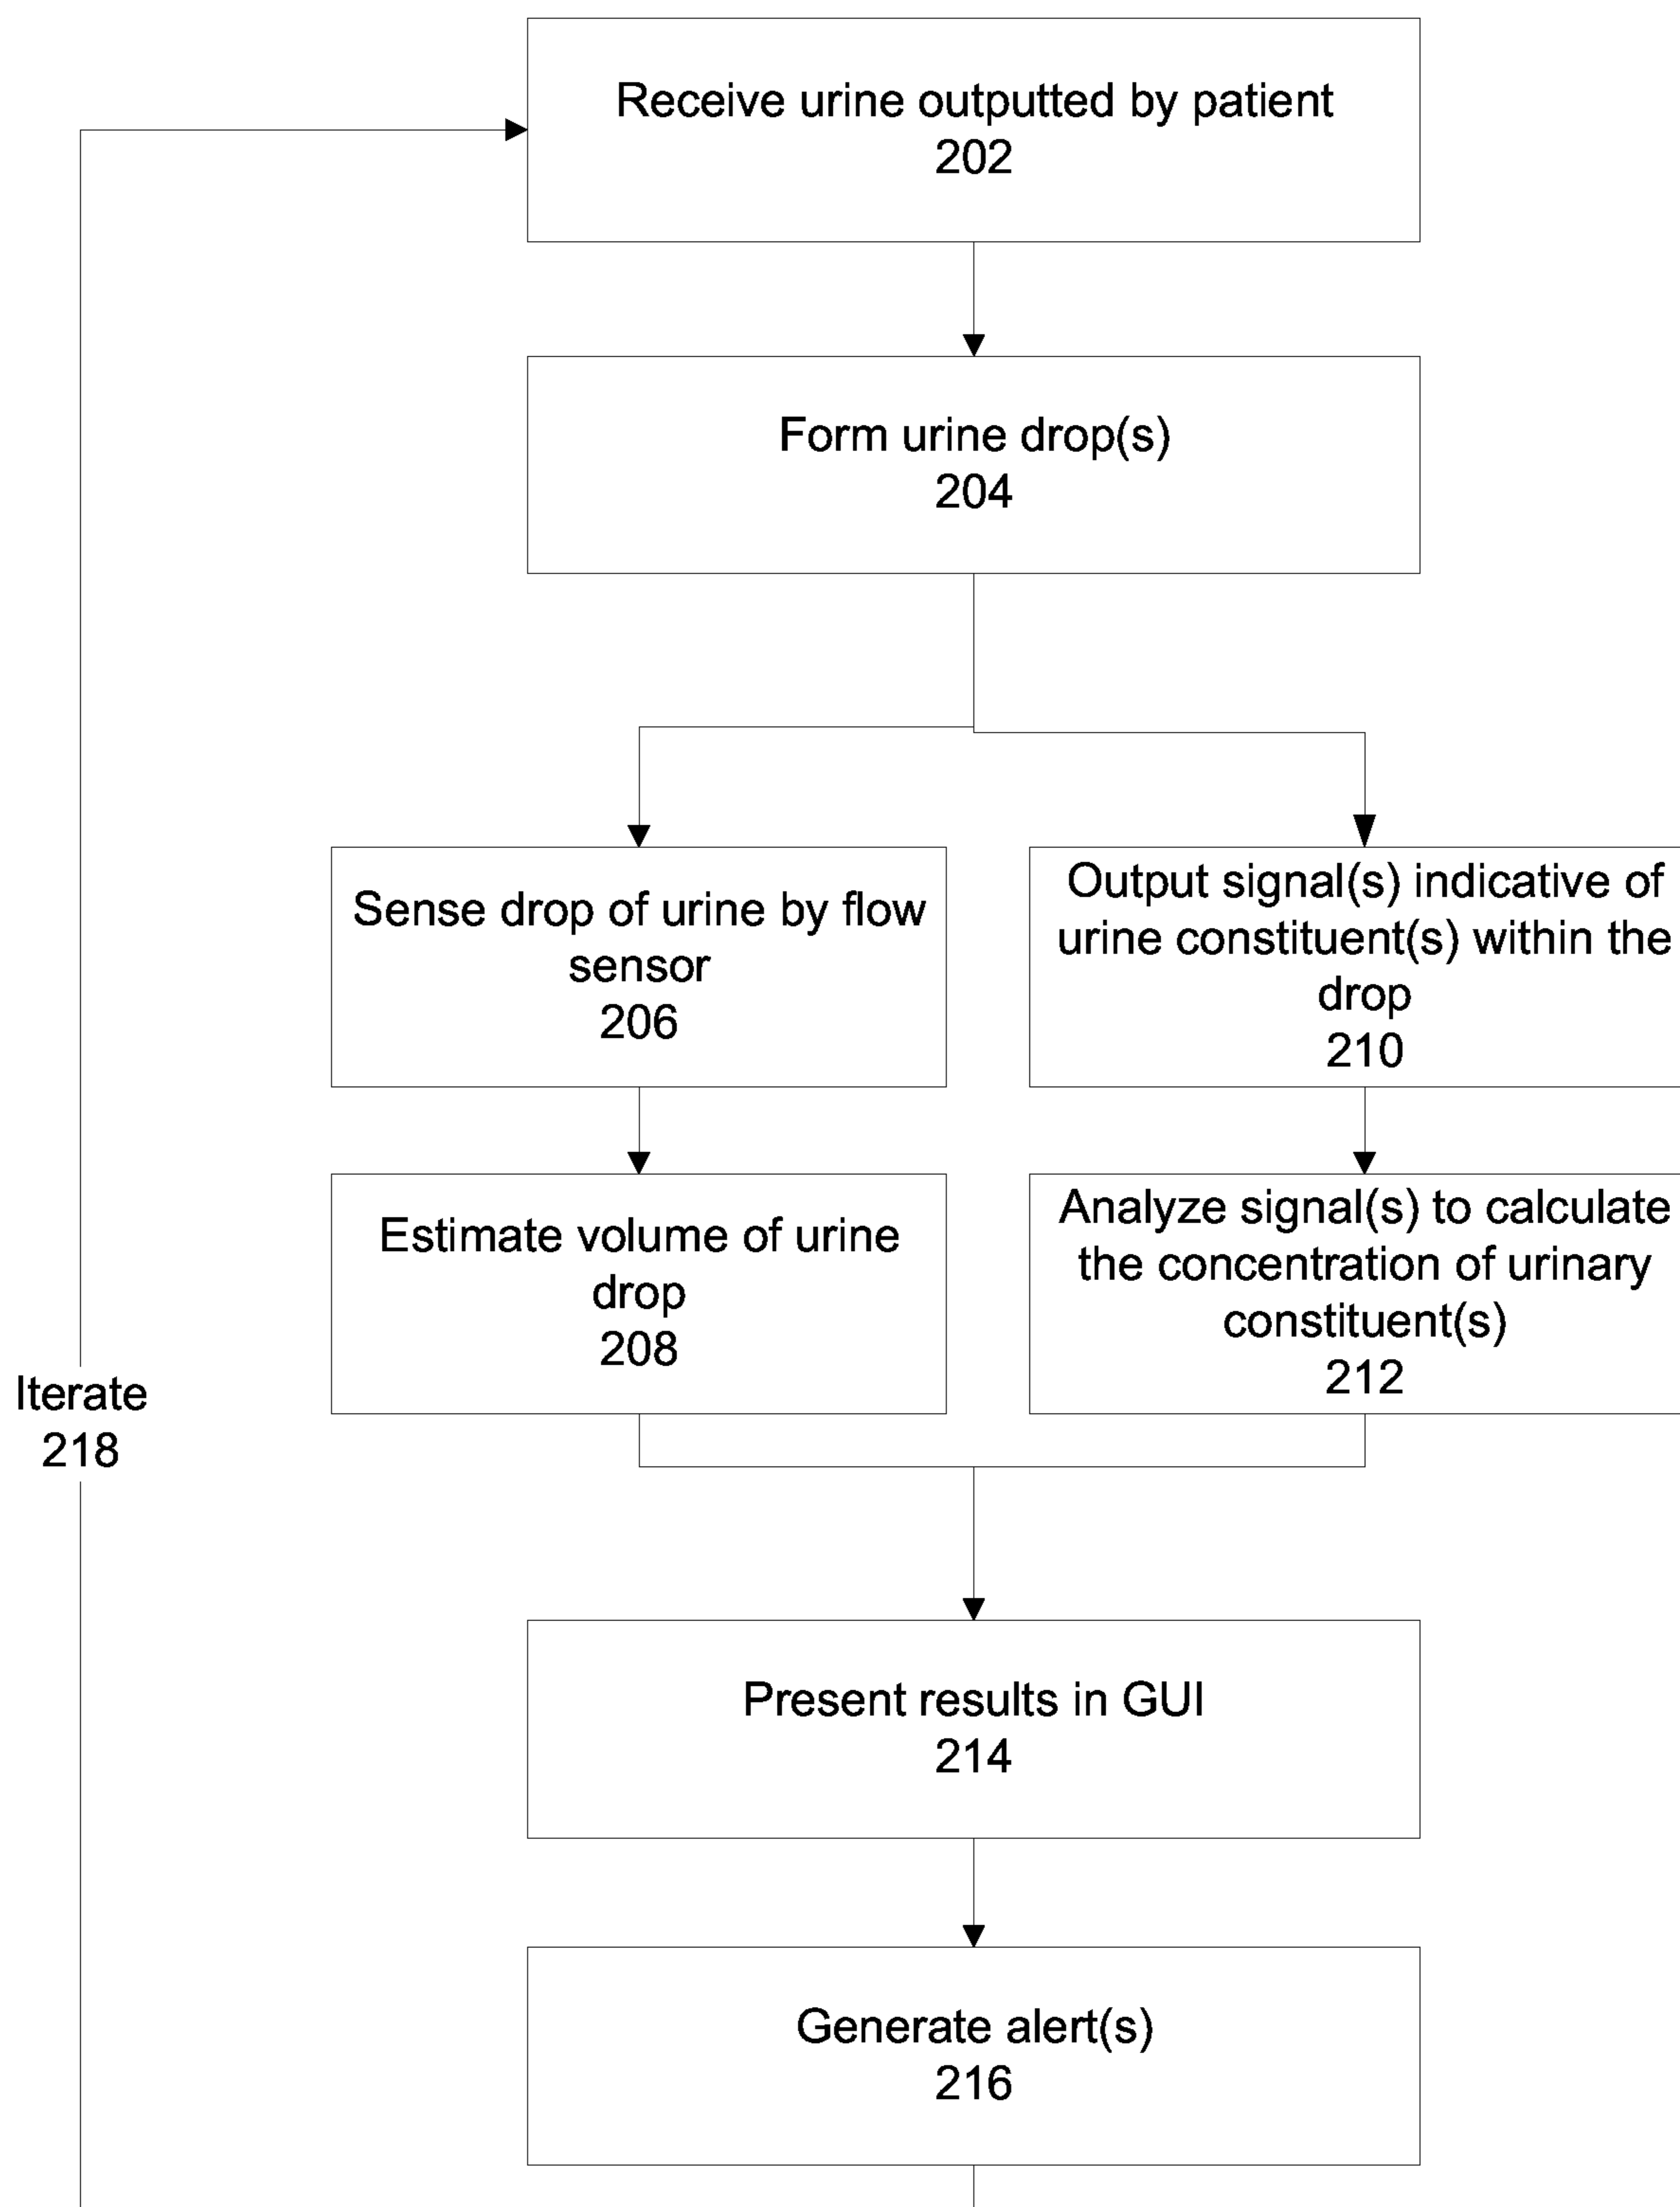 Receive urine outputted by patient
202
Form urine drop(s)
204
Sense drop of urine by flow
sensor
206
Output signal(s) indicative of
urine constituent(s) within the
drop
210
Estimate volume of urine
drop
208
Analyze signal(s) to calculate
the concentration of urinary
constituent(s)
212
Iterate
218
Present results in GUI
214
Generate alert(s)
216